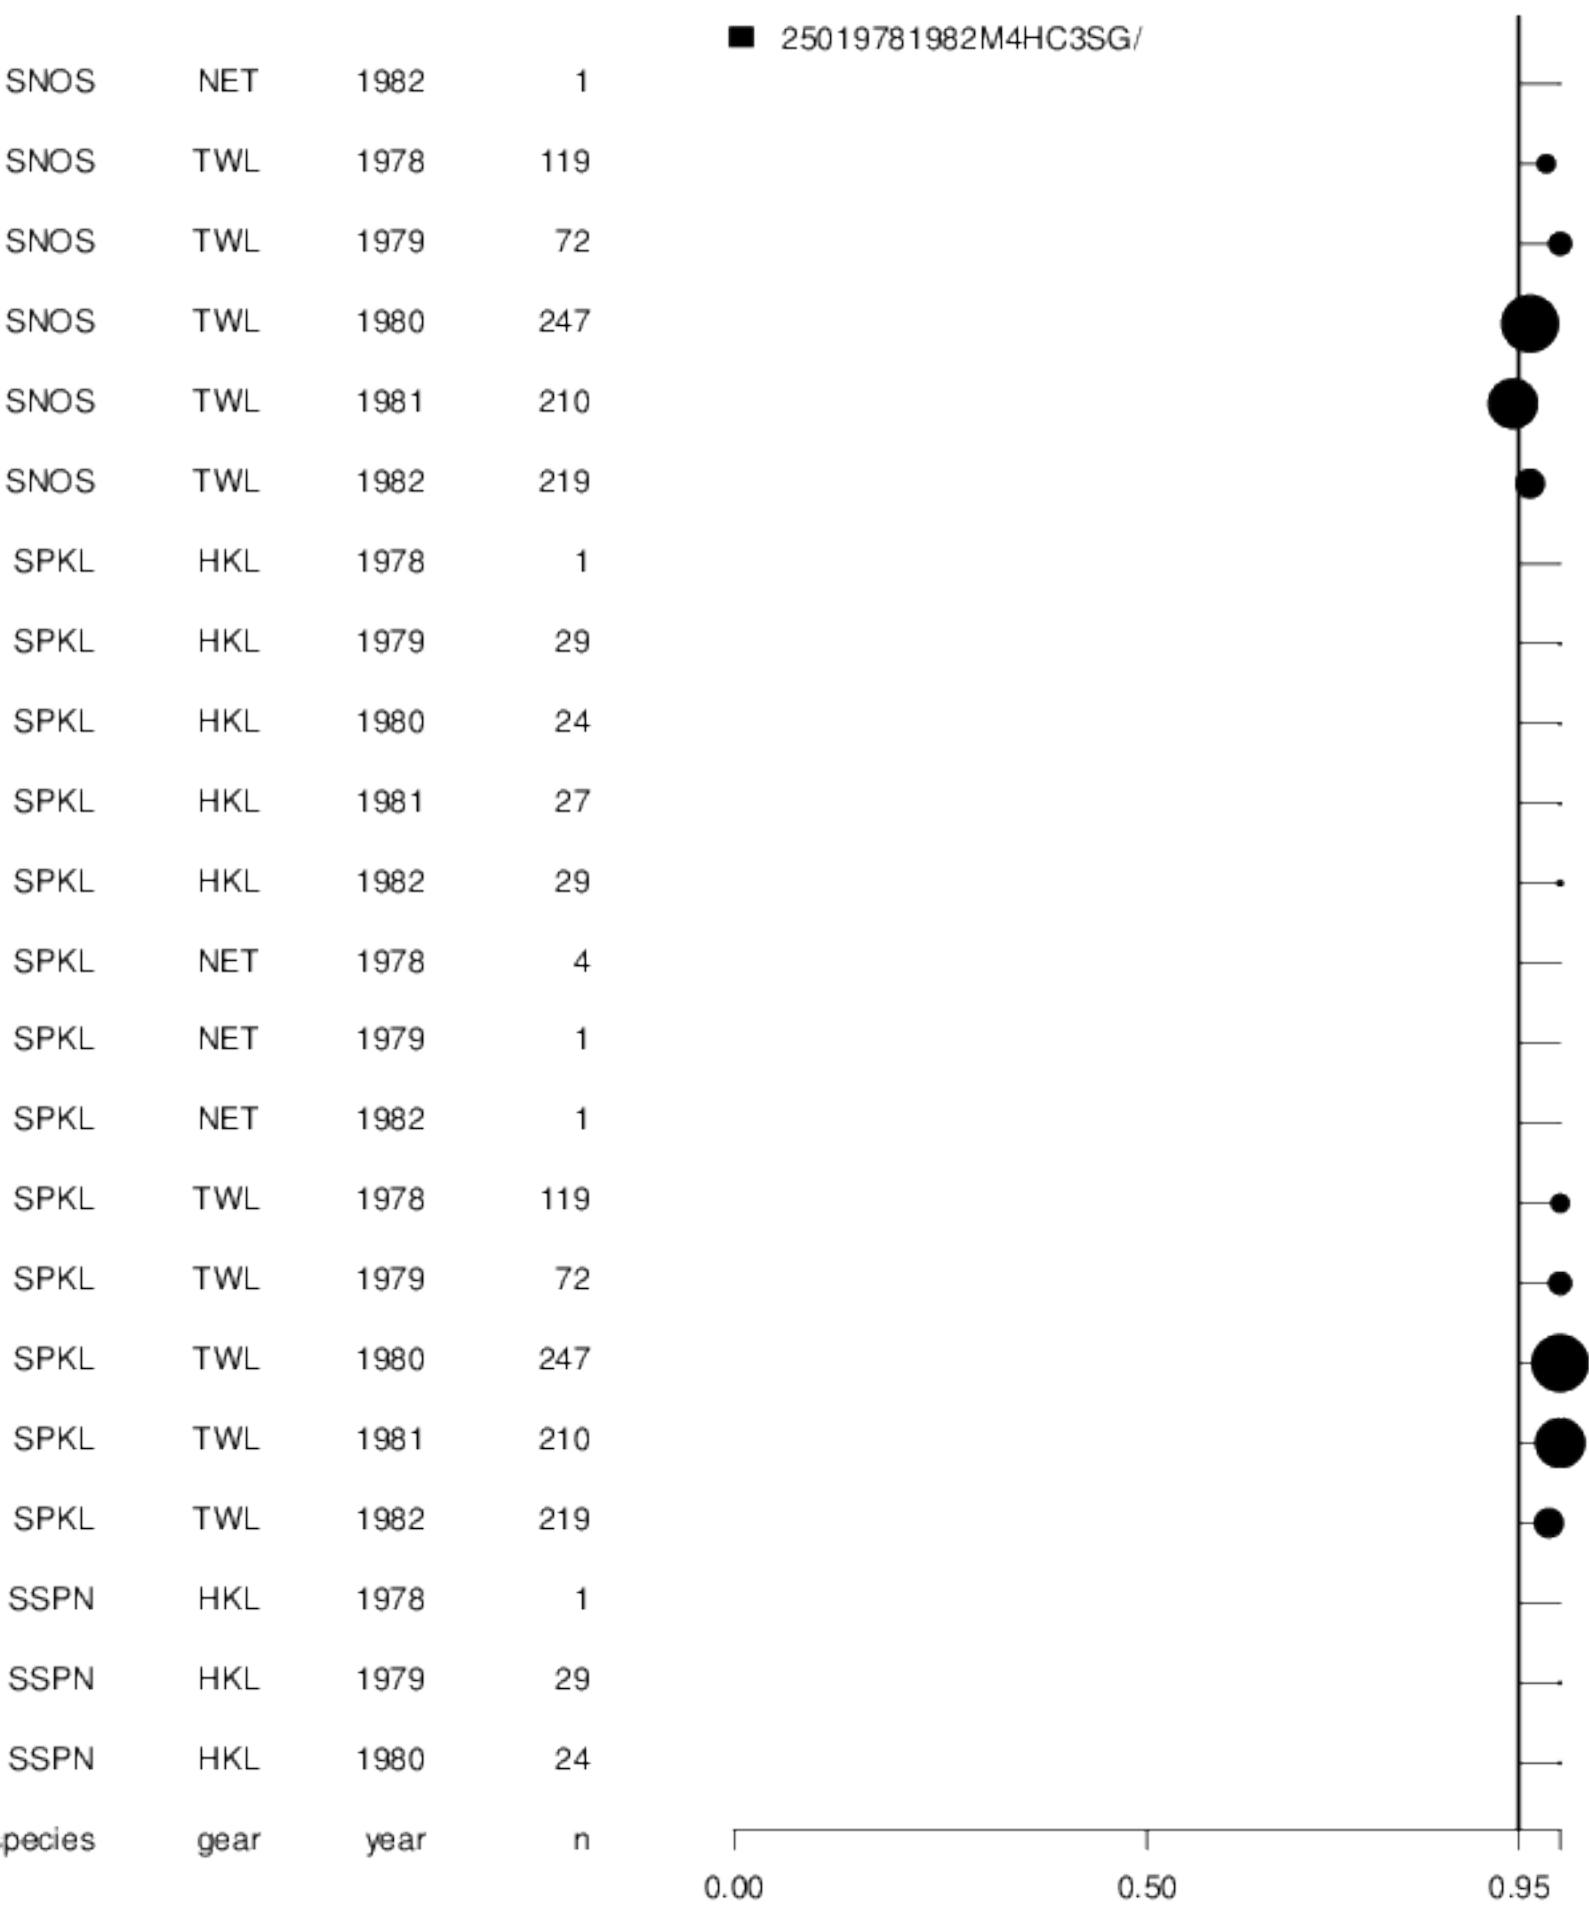 25019781982M4HC3SG/
SNOS NET 1982 1
SNOS TWL 1978 119
SNOS TWL 1979 72
SNOS TWL 1980 247
SNOS TWL 1981 210
SNOS TWL 1982 219
SPKL HKL 1978 1
SPKL HKL 1979 29
SPKL HKL 1980 24
SPKL HKL 1981 27
SPKL HKL 1982 29
SPKL NET 1978 4
SPKL NET 1979 1
SPKL NET 1982 1
SPKL TWL 1978 119
SPKL TWL 1979 72
SPKL TWL 1980 247
SPKL TWL 1981 210
SPKL TWL 1982 219
SSPN HKL 1978 1
SSPN HKL 1979 29
SSPN HKL 1980 24
pecies gear year n
0.00 0.50 0.95